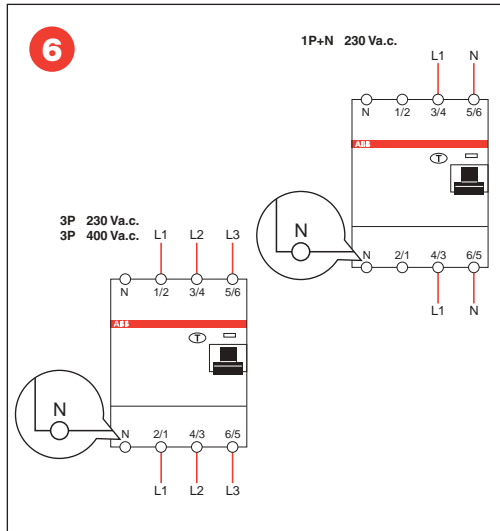 6
1P+N 230 Va.c.
L1 N
N 1/2 3/4 5/6
ABB
T
N
N 2/1 4/3 6/5
L1 N
3P 230 Va.c.
3P 400 Va.c.
L1 L2 L3
N 1/2 3/4 5/6
ABB
T
N
N 2/1 4/3 6/5
L1 L2 L3